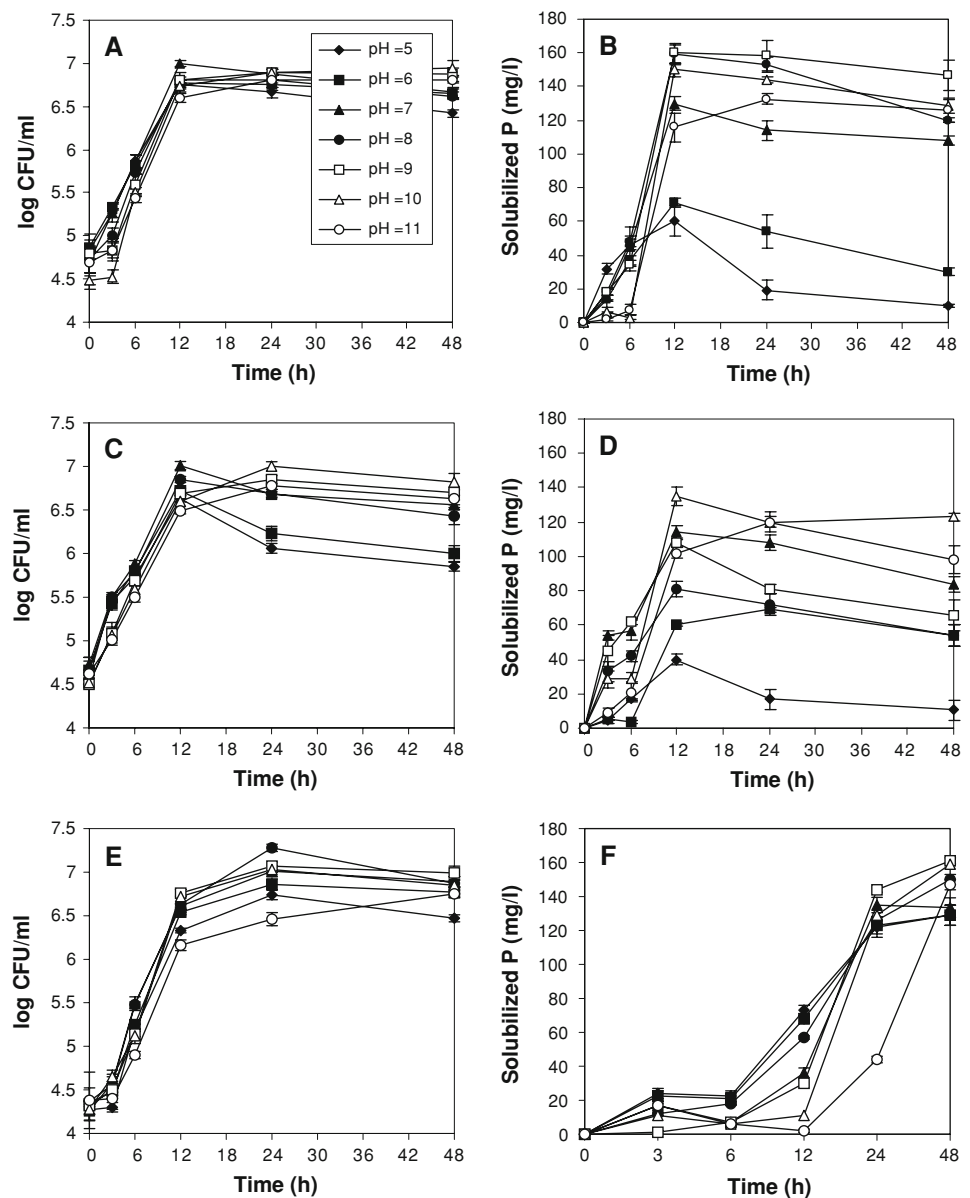 A
7.5
7
6.5
6
5.5
5
4.5
4
log CFU/ml
0 6 12 18 24 30 36 42 48
Time (h)
pH =5
pH =6
pH =7
pH =8
pH =9
pH =10
pH =11
B
180
160
140
120
100
80
60
40
20
0
Solubilized P (mg/l)
0 6 12 18 24 30 36 42 48
Time (h)
C
7.5
7
6.5
6
5.5
5
4.5
4
log CFU/ml
0 6 12 18 24 30 36 42 48
Time (h)
D
180
160
140
120
100
80
60
40
20
0
Solubilized P (mg/l)
0 6 12 18 24 30 36 42 48
Time (h)
E
7.5
7
6.5
6
5.5
5
4.5
4
log CFU/ml
0 6 12 18 24 30 36 42 48
Time (h)
F
180
160
140
120
100
80
60
40
20
0
Solubilized P (mg/l)
0 3 6 12 24 48
Time (h)